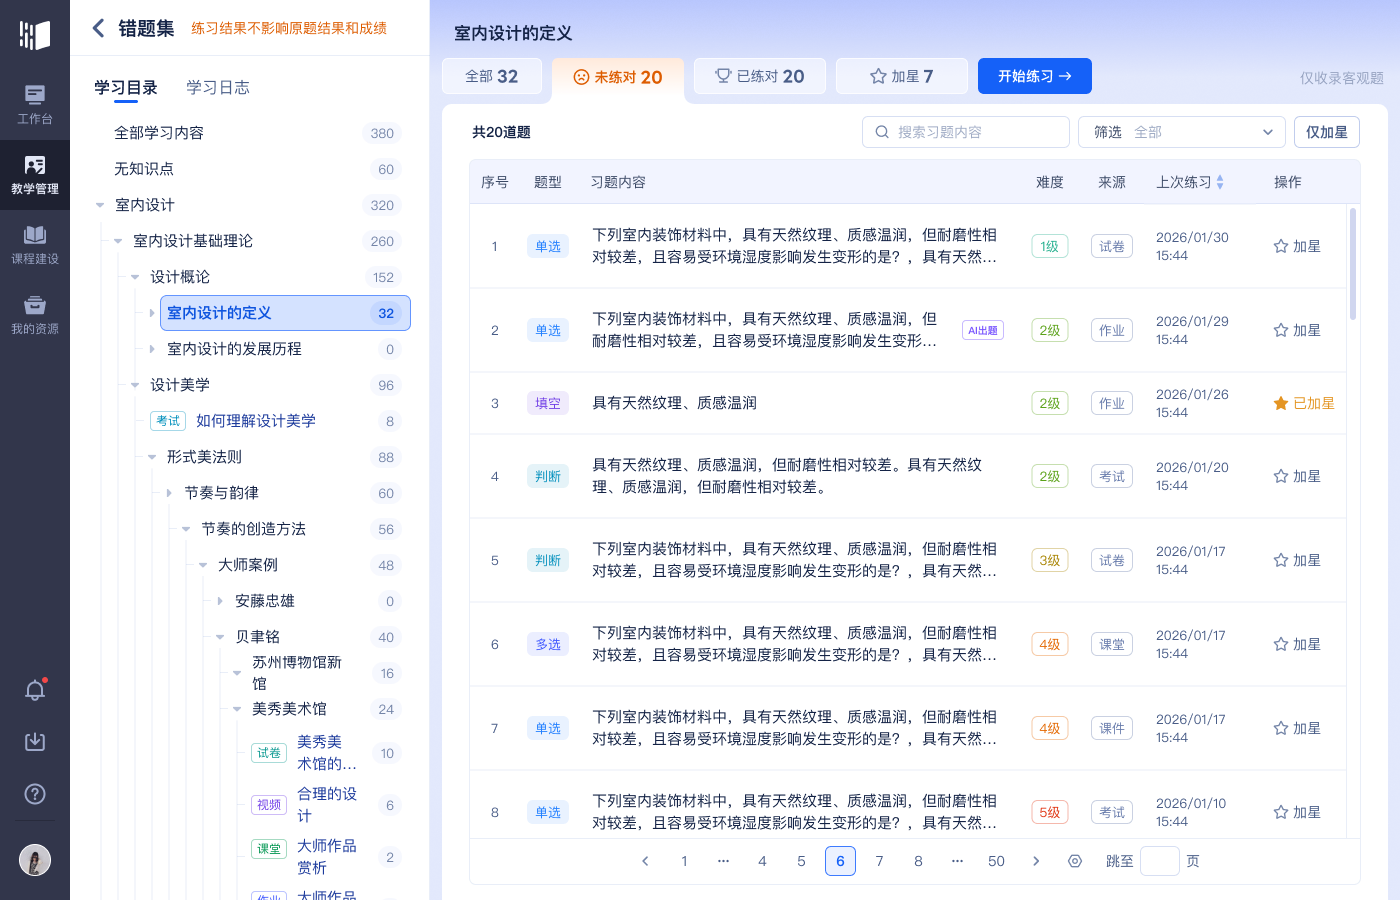 工作台
教学管理
课程建设
我的资源
错题集
练习结果不影响原题结果和成绩
学习目录
学习日志
全部学习内容 380
无知识点 60
室内设计 320
室内设计基础理论 260
设计概论 152
室内设计的定义 32
室内设计的发展历程 0
设计美学 96
考试 如何理解设计美学 8
形式美法则 88
节奏与韵律 60
节奏的创造方法 56
大师案例 48
安藤忠雄 0
贝聿铭 40
苏州博物馆新
馆 16
美秀美术馆 24
试卷 美秀美
术馆的... 10
视频 合理的设
计 6
课堂 大师作品
赏析 2
作业 大师作品
室内设计的定义
全部 32
未练对 20
已练对 20
加星 7
开始练习
仅收录客观题
共20道题
搜索习题内容
筛选 全部
仅加星
序号 题型 习题内容 难度 来源 上次练习 操作
1 单选 下列室内装饰材料中，具有天然纹理、质感温润，但耐磨性相
对较差，且容易受环境湿度影响发生变形的是？，具有天然... 1级 试卷 2026/01/30
15:44 加星
2 单选 下列室内装饰材料中，具有天然纹理、质感温润，但
耐磨性相对较差，且容易受环境湿度影响发生变形... AI出题 2级 作业 2026/01/29
15:44 加星
3 填空 具有天然纹理、质感温润 2级 作业 2026/01/26
15:44 已加星
4 判断 具有天然纹理、质感温润，但耐磨性相对较差。具有天然纹
理、质感温润，但耐磨性相对较差。 2级 考试 2026/01/20
15:44 加星
5 判断 下列室内装饰材料中，具有天然纹理、质感温润，但耐磨性相
对较差，且容易受环境湿度影响发生变形的是？，具有天然... 3级 试卷 2026/01/17
15:44 加星
6 多选 下列室内装饰材料中，具有天然纹理、质感温润，但耐磨性相
对较差，且容易受环境湿度影响发生变形的是？，具有天然... 4级 课堂 2026/01/17
15:44 加星
7 单选 下列室内装饰材料中，具有天然纹理、质感温润，但耐磨性相
对较差，且容易受环境湿度影响发生变形的是？，具有天然... 4级 课件 2026/01/17
15:44 加星
8 单选 下列室内装饰材料中，具有天然纹理、质感温润，但耐磨性相
对较差，且容易受环境湿度影响发生变形的是？，具有天然... 5级 考试 2026/01/10
15:44 加星
1 ... 4 5 6 7 8 ... 50 跳至 页